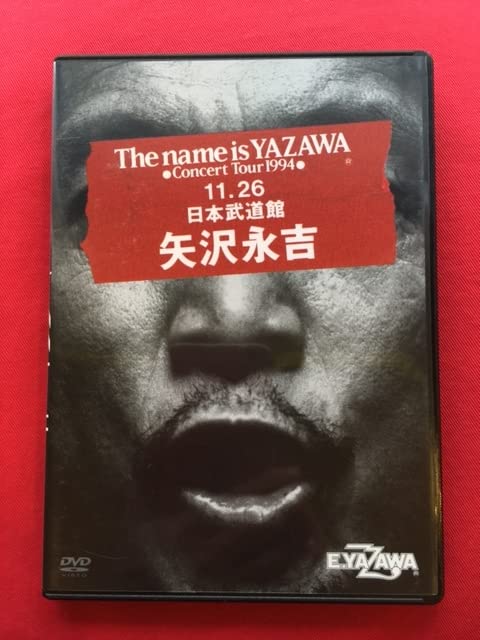 The name is YAZAWA
●Concert Tour 1994● ®
11.26
日本武道館
矢沢永吉
DVD
VIDEO
E.YAZAWA ®